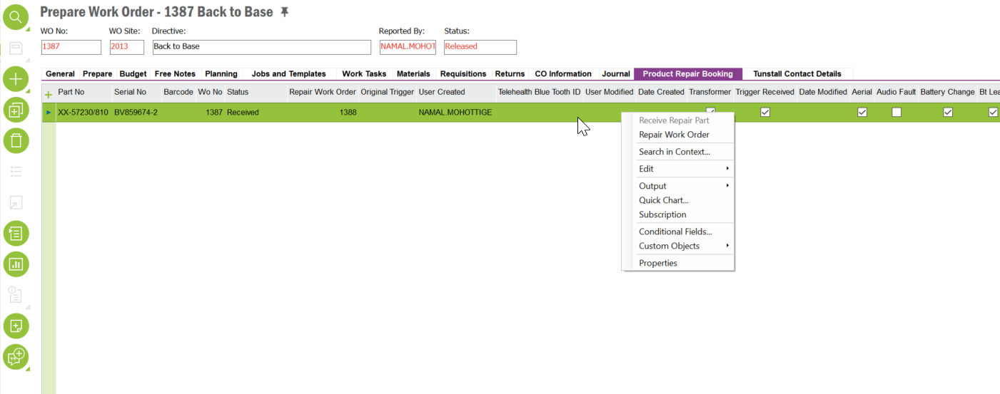 Prepare Work Order - 1387 Back to Base
WO No: WO Site: Directive: Reported By: Status:
1387 2013 Back to Base NAMAL.MOHOT Released
General Prepare Budget Free Notes Planning Jobs and Templates Work Tasks Materials Requisitions Returns CO Information Journal Product Repair Booking Tunstall Contact Details
Part No Serial No Barcode Wo No Status Repair Work Order Original Trigger User Created Telehealth Blue Tooth ID User Modified Date Created Transformer Trigger Received Date Modified Aerial Audio Fault Battery Change Bt Lea
XX-57230/810 BV859674-2 1387 Received 1388 NAMAL.MOHOTTIGE
Receive Repair Part
Repair Work Order
Search in Context...
Edit
Output
Quick Chart...
Subscription
Conditional Fields...
Custom Objects
Properties